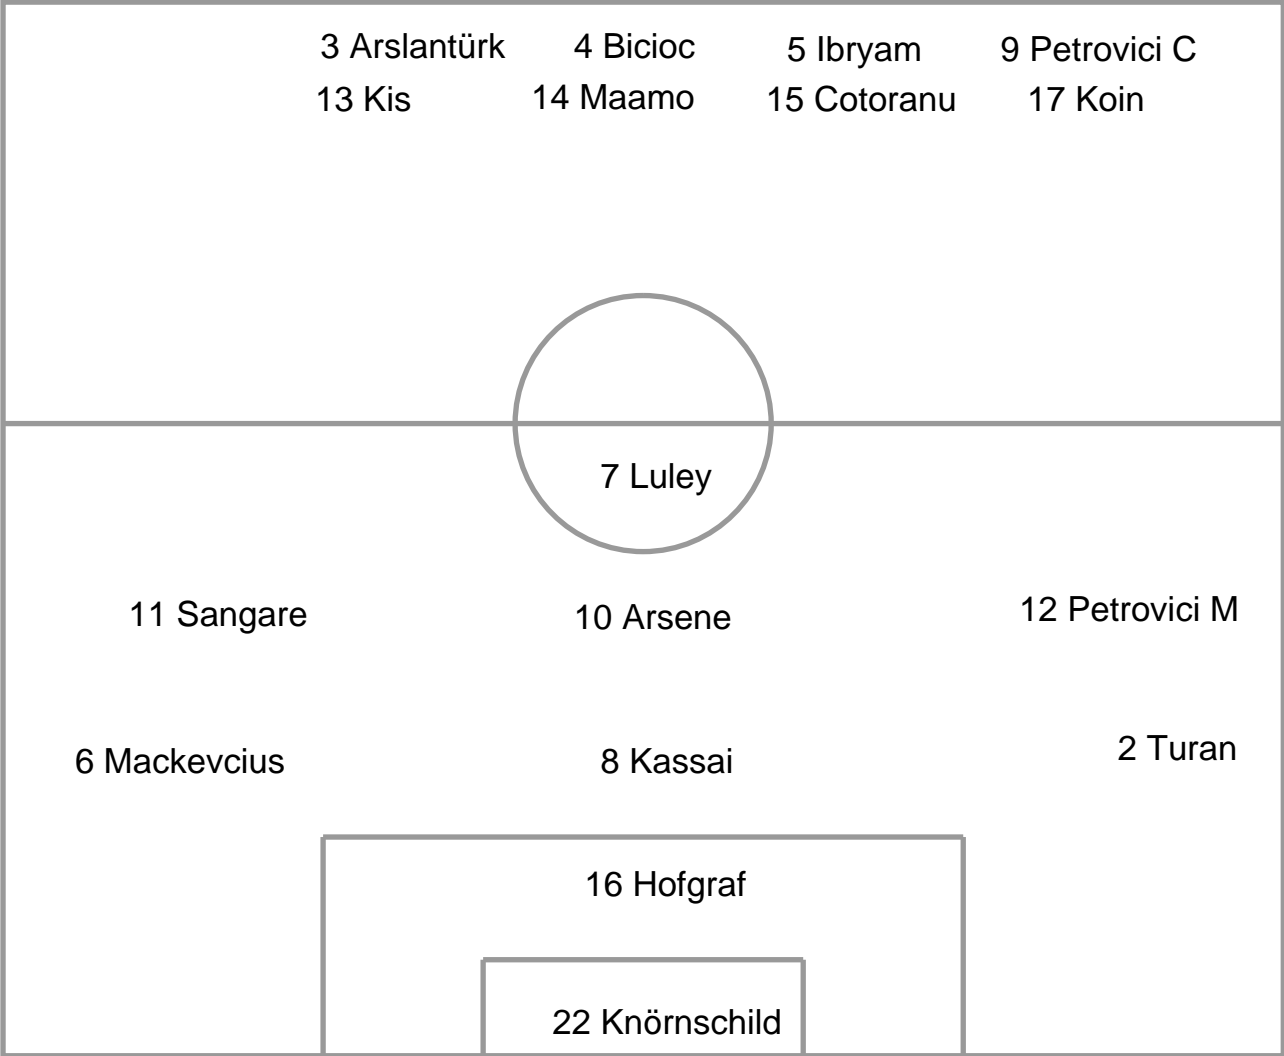 3 Arslantürk 4 Bicioc 5 Ibryam 9 Petrovici C
13 Kis 14 Maamo 15 Cotoranu 17 Koin
7 Luley
11 Sangare 10 Arsene 12 Petrovici M
6 Mackevcius 8 Kassai 2 Turan
16 Hofgraf
22 Knörnschild